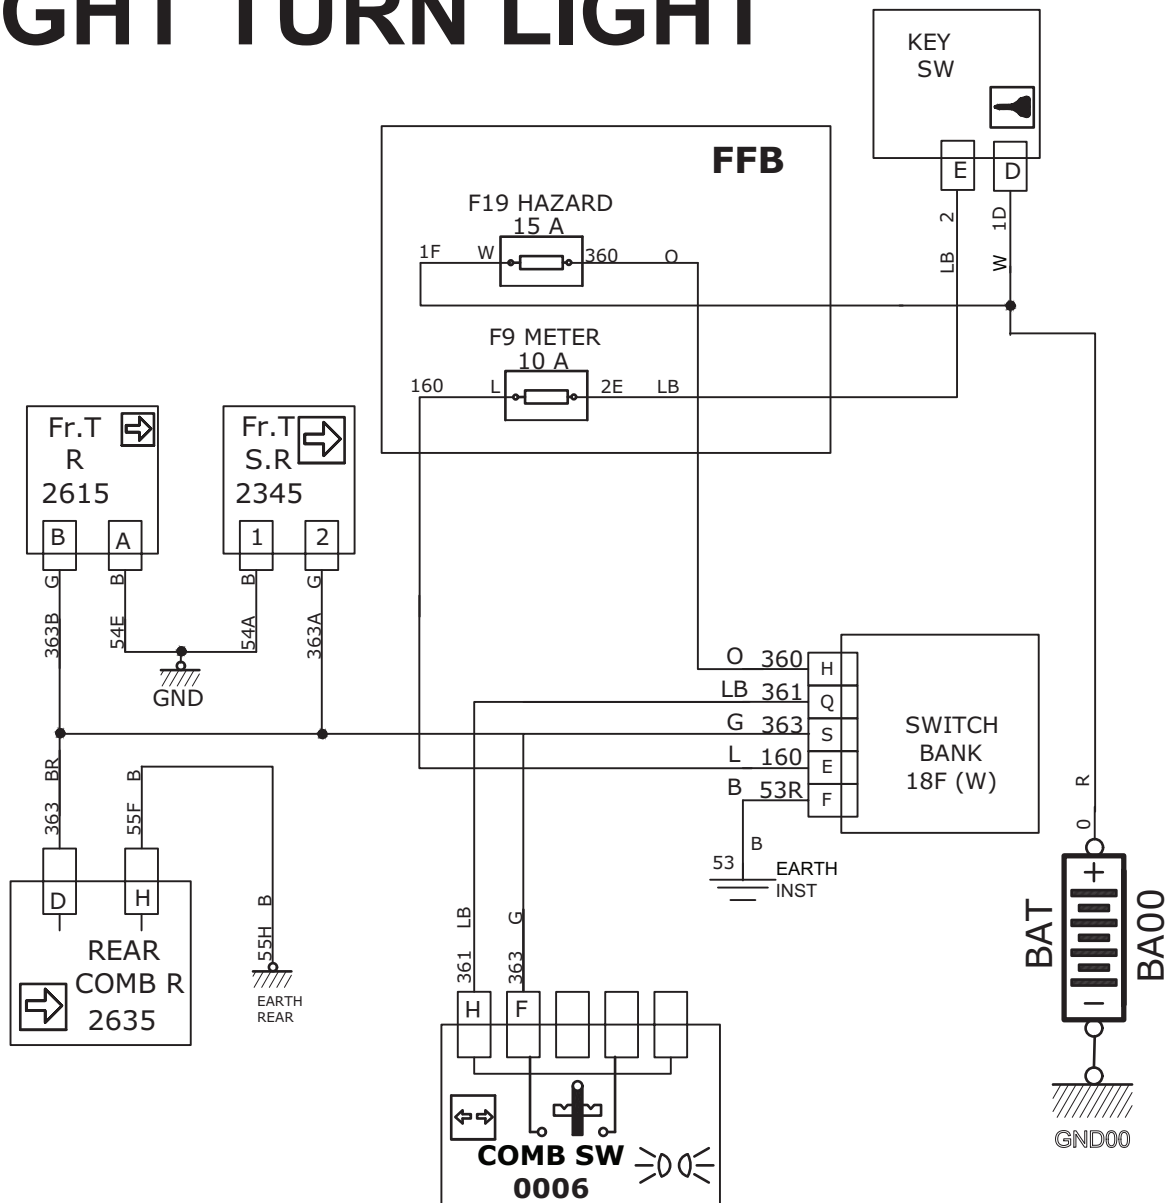 GHT TURN LIGHT
KEY
SW
E
D
2
1D
LB
W
FFB
F19 HAZARD
15 A
1F
W
360
O
F9 METER
10 A
160
L
2E
LB
Fr.T
R
2615
B
A
G
B
363B
54E
Fr.T
S.R
2345
1
2
B
G
54A
363A
GND
O 360
H
LB 361
Q
G 363
S
L 160
E
B 53R
F
SWITCH
BANK
18F (W)
B
53
EARTH
INST
R
0
+
BAT
BA00
−
GND00
363 BR
55F B
D
H
REAR
COMB R
2635
55H B
EARTH
REAR
361 LB
363 G
H
F
COMB SW
0006